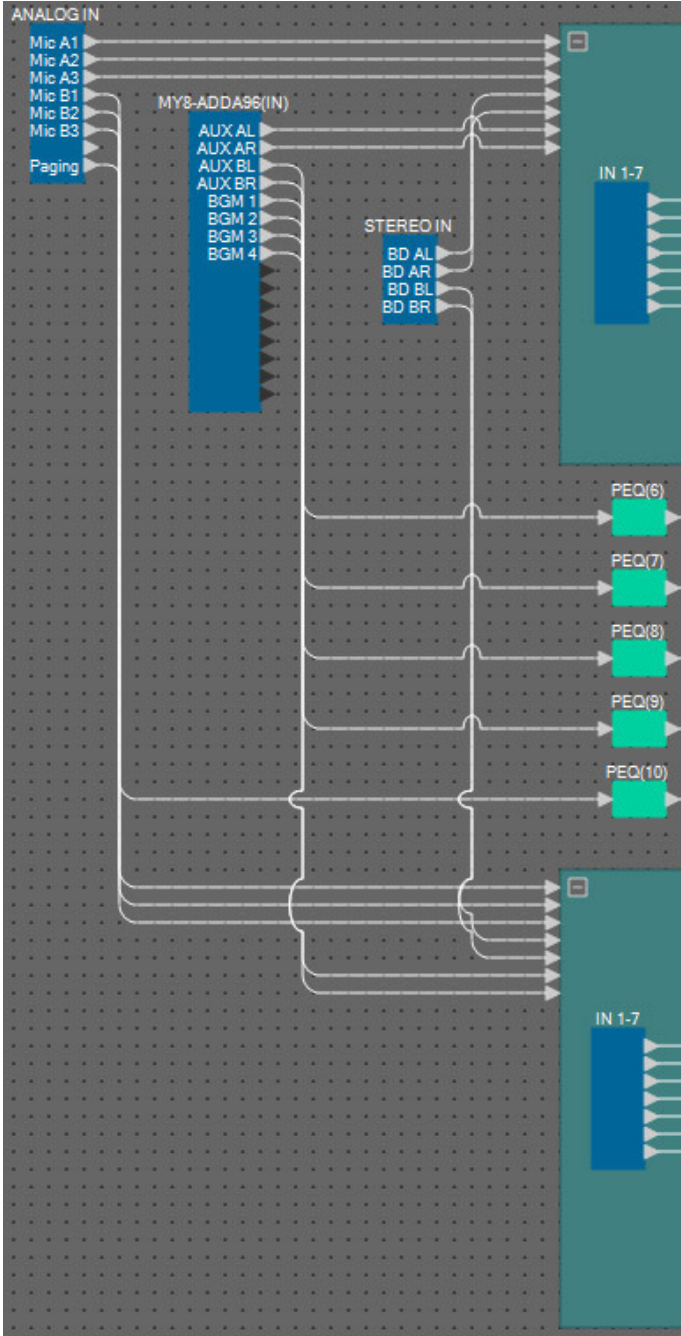 ANALOG IN
Mic A1
Mic A2
Mic A3
Mic B1
Mic B2
Mic B3
Paging
MY8-ADDA96(IN)
AUX AL
AUX AR
AUX BL
AUX BR
BGM 1
BGM 2
BGM 3
BGM 4
STEREO IN
BD AL
BD AR
BD BL
BD BR
IN 1-7
PEQ(6)
PEQ(7)
PEQ(8)
PEQ(9)
PEQ(10)
IN 1-7